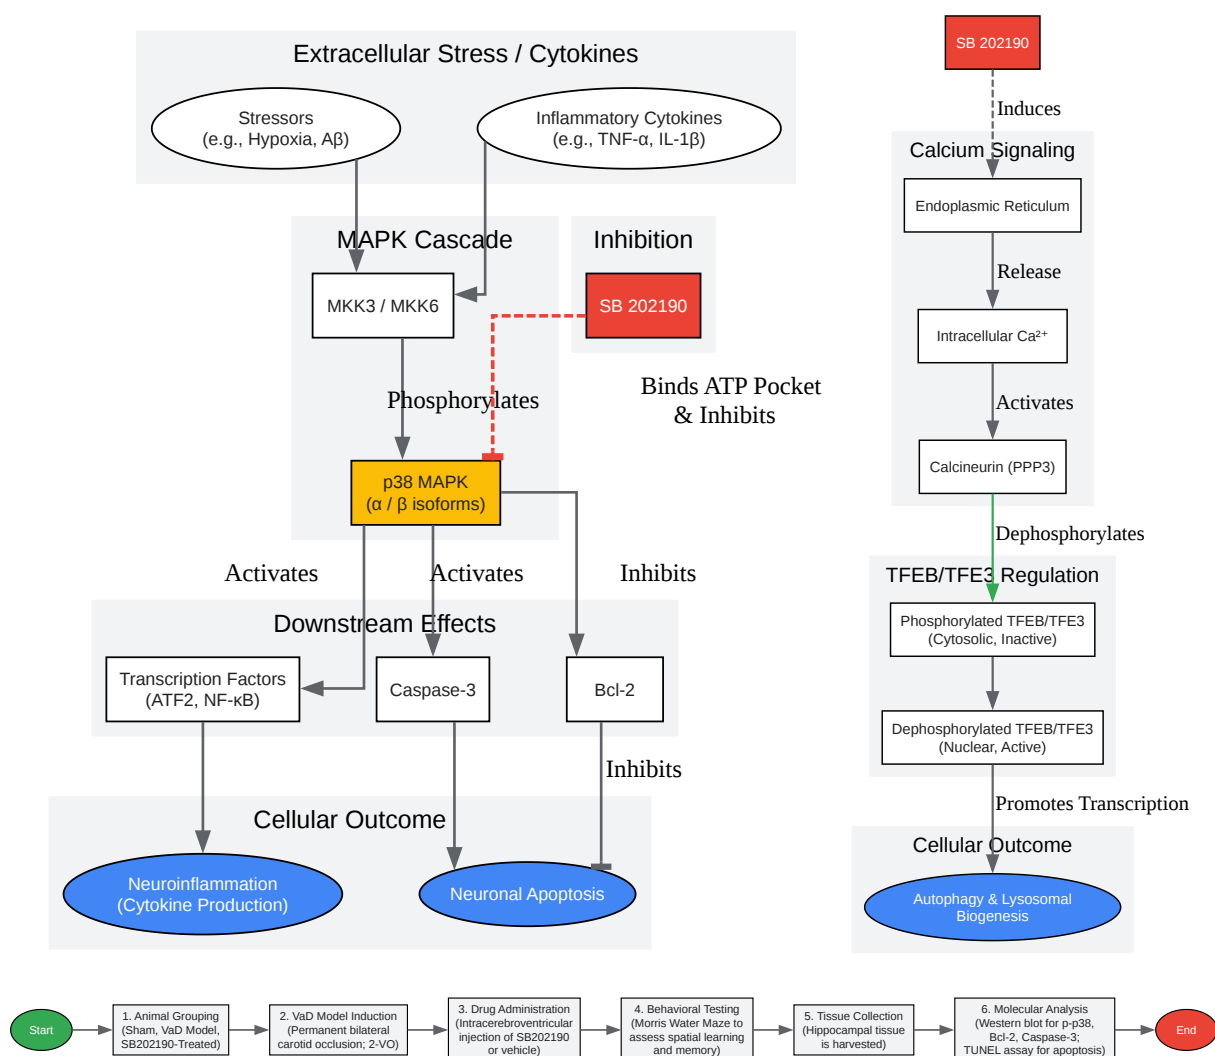 Extracellular Stress / Cytokines
Stressors
(e.g., Hypoxia, Aβ)
Inflammatory Cytokines
(e.g., TNF-α, IL-1β)
MAPK Cascade
MKK3 / MKK6
Inhibition
SB 202190
Phosphorylates
Binds ATP Pocket
& Inhibits
p38 MAPK
(α / β isoforms)
Activates
Activates
Inhibits
Downstream Effects
Transcription Factors
(ATF2, NF-κB)
Caspase-3
Bcl-2
Inhibits
Cellular Outcome
Neuroinflammation
(Cytokine Production)
Neuronal Apoptosis
SB 202190
Induces
Calcium Signaling
Endoplasmic Reticulum
Release
Intracellular Ca²⁺
Activates
Calcineurin (PPP3)
Dephosphorylates
TFEB/TFE3 Regulation
Phosphorylated TFEB/TFE3
(Cytosolic, Inactive)
Dephosphorylated TFEB/TFE3
(Nuclear, Active)
Promotes Transcription
Cellular Outcome
Autophagy & Lysosomal
Biogenesis
Start
1. Animal Grouping
(Sham, VaD Model,
SB202190-Treated)
2. VaD Model Induction
(Permanent bilateral
carotid occlusion; 2-VO)
3. Drug Administration
(Intracerebroventricular
injection of SB202190
or vehicle)
4. Behavioral Testing
(Morris Water Maze to
assess spatial learning
and memory)
5. Tissue Collection
(Hippocampal tissue
is harvested)
6. Molecular Analysis
(Western blot for p-p38,
Bcl-2, Caspase-3;
TUNEL assay for apoptosis)
End